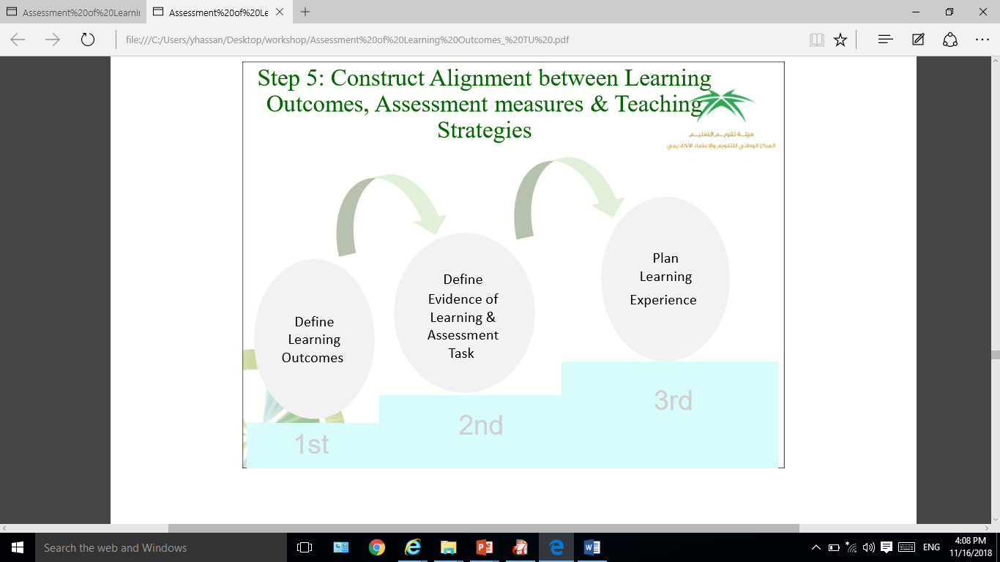 Assessment%20of%20Learnin
Assessment%20of%20Le
file:///C:/Users/yhassan/Desktop/workshop/Assessment%20of%20Learning%20Outcomes_%20TU%20.pdf
Step 5: Construct Alignment between Learning
Outcomes, Assessment measures & Teaching
Strategies
هيئة تقويم التعليم
المركز الوطني للتقويم والاعتماد الأكاديمي
Define
Learning
Outcomes
Define
Evidence of
Learning &
Assessment
Task
Plan
Learning
Experience
1st
2nd
3rd
Search the web and Windows
ENG
4:08 PM
11/16/2018